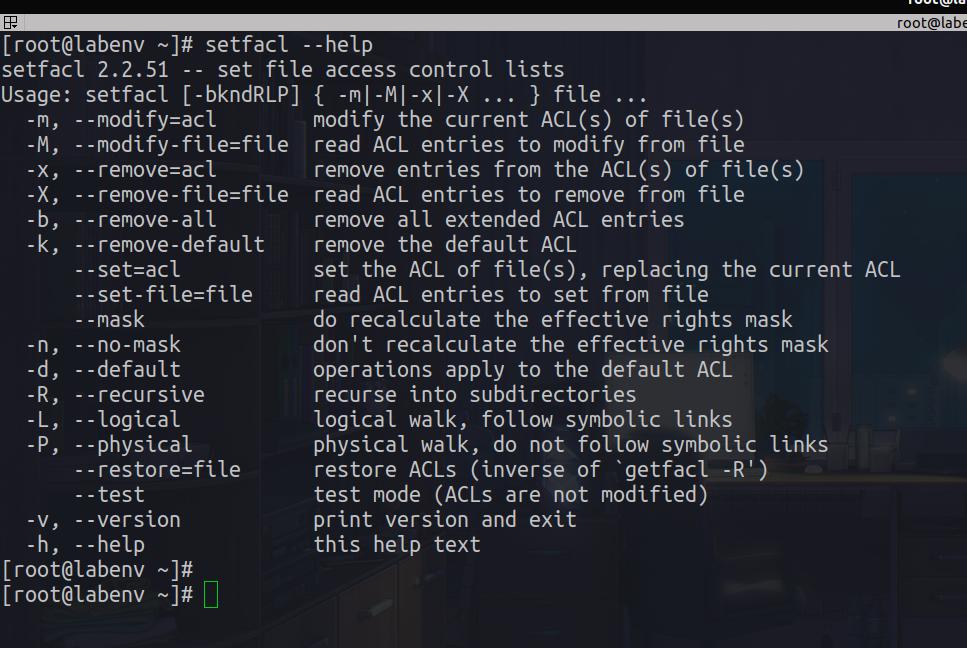 [root@labenv ~]# setfacl --help
setfacl 2.2.51 -- set file access control lists
Usage: setfacl [-bkndRLP] { -m|-M|-x|-X ... } file ...
  -m, --modify=acl        modify the current ACL(s) of file(s)
  -M, --modify-file=file  read ACL entries to modify from file
  -x, --remove=acl        remove entries from the ACL(s) of file(s)
  -X, --remove-file=file  read ACL entries to remove from file
  -b, --remove-all        remove all extended ACL entries
  -k, --remove-default    remove the default ACL
      --set=acl           set the ACL of file(s), replacing the current ACL
      --set-file=file     read ACL entries to set from file
      --mask              do recalculate the effective rights mask
  -n, --no-mask           don't recalculate the effective rights mask
  -d, --default           operations apply to the default ACL
  -R, --recursive         recurse into subdirectories
  -L, --logical           logical walk, follow symbolic links
  -P, --physical          physical walk, do not follow symbolic links
      --restore=file      restore ACLs (inverse of `getfacl -R')
      --test              test mode (ACLs are not modified)
  -v, --version           print version and exit
  -h, --help              this help text
[root@labenv ~]#
[root@labenv ~]#